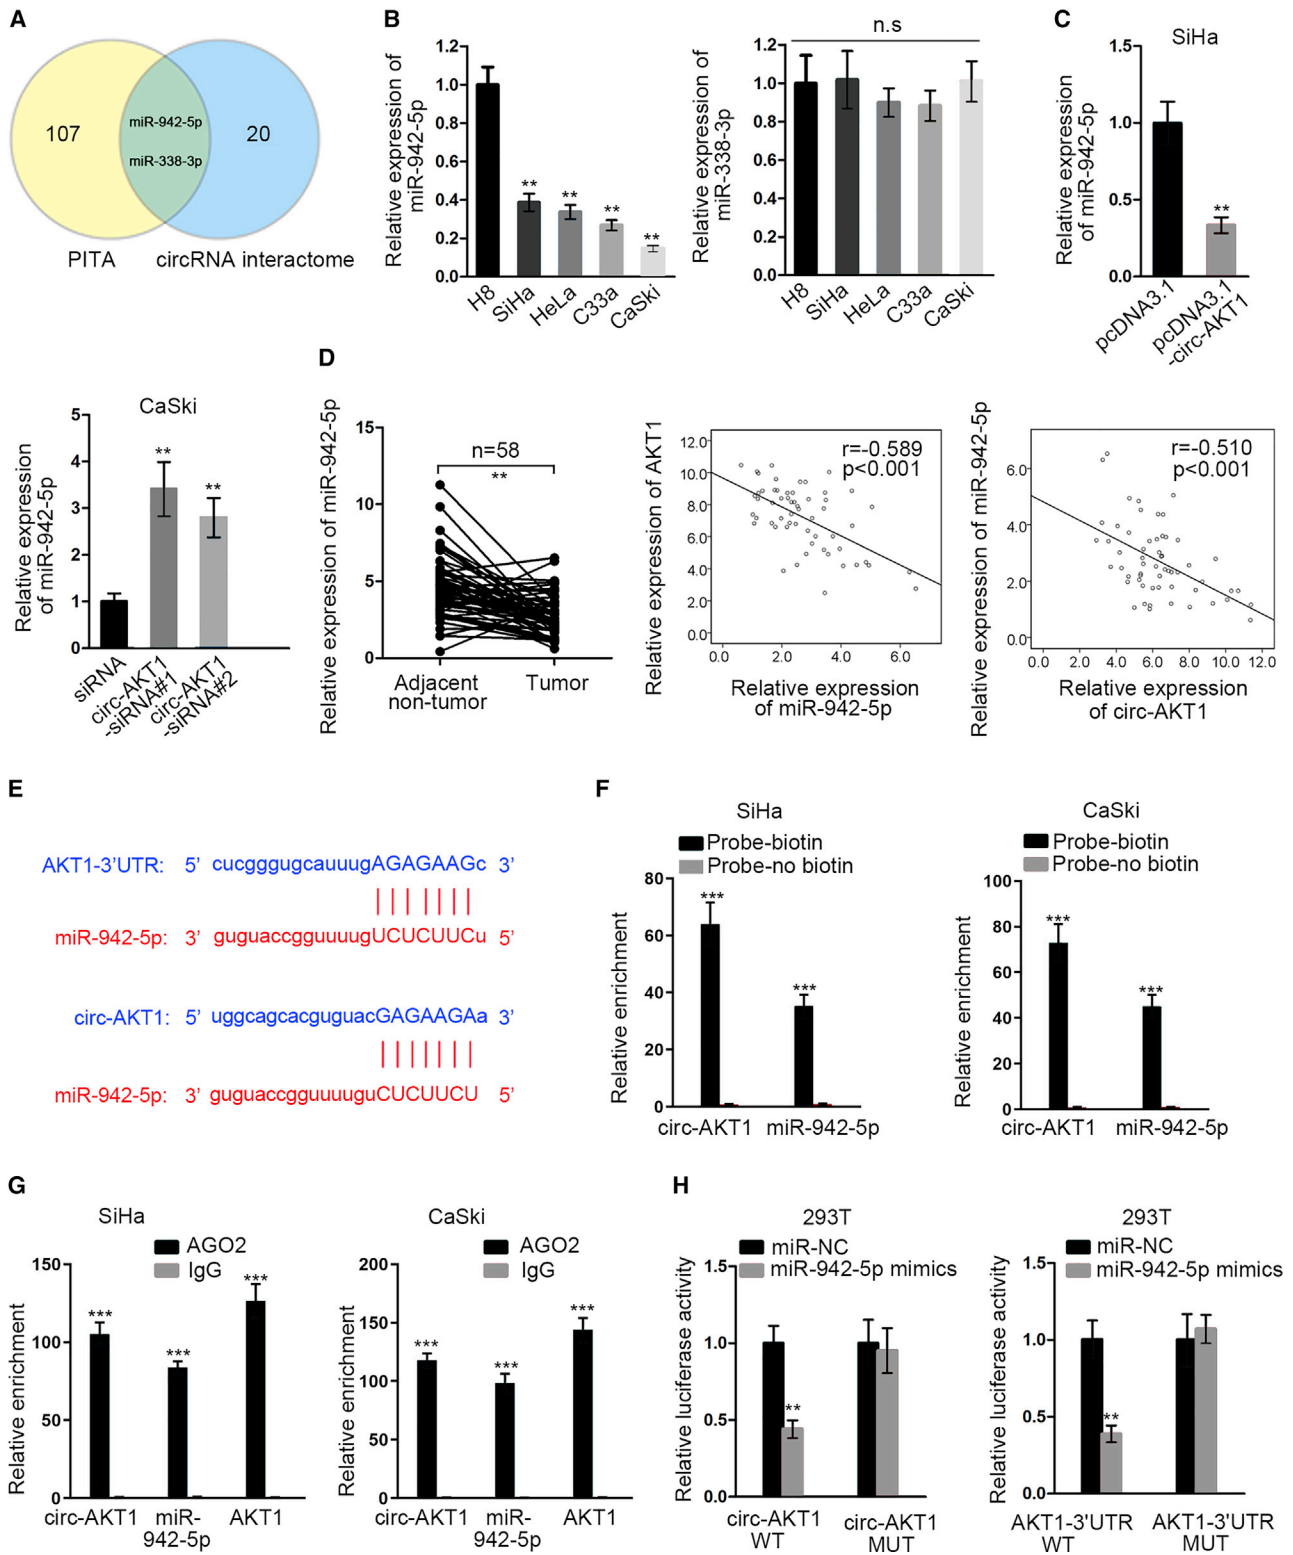 A
107
miR-942-5p
miR-338-3p
20
PITA
circRNA interactome
B
Relative expression of
miR-942-5p
1.2
1.0
0.8
0.6
0.4
0.2
0.0
**
**
**
**
H8
SiHa
HeLa
C33a
CaSki
Relative expression of
miR-338-3p
n.s
1.2
1.0
0.8
0.6
0.4
0.2
0.0
H8
SiHa
HeLa
C33a
CaSki
C
SiHa
Relative expression
of miR-942-5p
1.5
1.0
0.5
0.0
**
pcDNA3.1
pcDNA3.1
-circ-AKT1
CaSki
Relative expression
of miR-942-5p
5
4
3
2
1
0
**
**
siRNA
circ-AKT1
-siRNA#1
circ-AKT1
-siRNA#2
D
Relative expression of miR-942-5p
15
10
5
0
n=58
**
Adjacent
non-tumor
Tumor
Relative expression of AKT1
12.0
10.0
8.0
6.0
4.0
2.0
0.0
r=-0.589
p<0.001
0.0 2.0 4.0 6.0
Relative expression
of miR-942-5p
Relative expression of miR-942-5p
6.0
4.0
2.0
0.0
r=-0.510
p<0.001
0.0 2.0 4.0 6.0 8.0 10.0 12.0
Relative expression
of circ-AKT1
E
AKT1-3'UTR: 5' cucgggugcauuugAGAGAAGc 3'
miR-942-5p: 3' guguaccgguuuugUCUCUUCu 5'
circ-AKT1: 5' uggcagcacguguacGAGAAGAa 3'
miR-942-5p: 3' guguaccgguuuuguCUCUUCU 5'
F
SiHa
Probe-biotin
Probe-no biotin
Relative enrichment
80
60
40
20
0
***
***
circ-AKT1 miR-942-5p
CaSki
Probe-biotin
Probe-no biotin
Relative enrichment
100
80
60
40
20
0
***
***
circ-AKT1 miR-942-5p
G
SiHa
AGO2
IgG
Relative enrichment
150
100
50
0
***
***
***
circ-AKT1
miR-
942-5p
AKT1
CaSki
AGO2
IgG
Relative enrichment
200
150
100
50
0
***
***
***
circ-AKT1
miR-
942-5p
AKT1
H
293T
miR-NC
miR-942-5p mimics
Relative luciferase activity
1.5
1.0
0.5
0.0
**
circ-AKT1
WT
circ-AKT1
MUT
293T
miR-NC
miR-942-5p mimics
Relative luciferase activity
1.5
1.0
0.5
0.0
**
AKT1-3'UTR
WT
AKT1-3'UTR
MUT